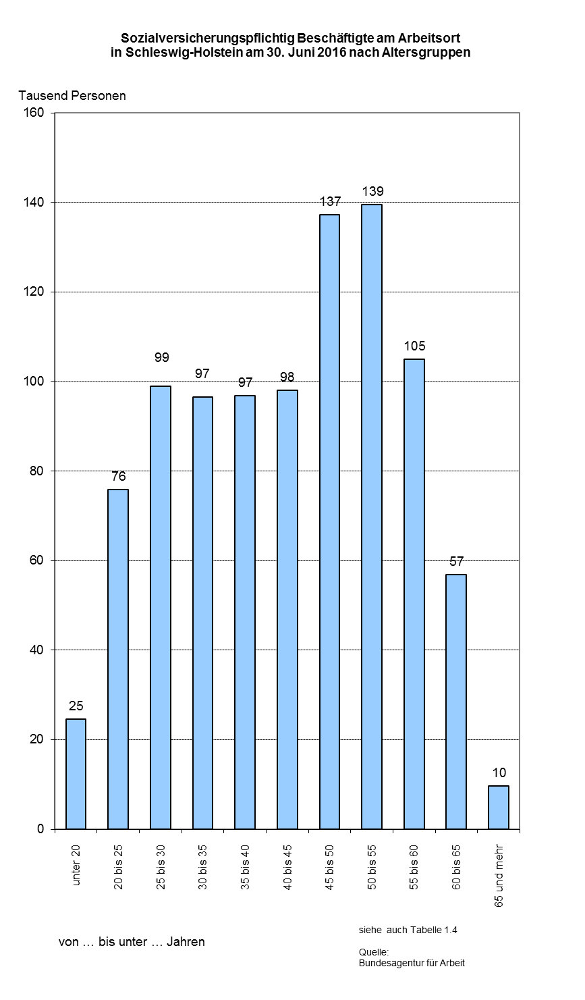 Sozialversicherungspflichtig Beschäftigte am Arbeitsort
in Schleswig-Holstein am 30. Juni 2016 nach Altersgruppen
Tausend Personen
160
140
120
100
80
60
40
20
0
25
76
99
97
97
98
137
139
105
57
10
unter 20
20 bis 25
25 bis 30
30 bis 35
35 bis 40
40 bis 45
45 bis 50
50 bis 55
55 bis 60
60 bis 65
65 und mehr
von … bis unter … Jahren
siehe auch Tabelle 1.4
Quelle:
Bundesagentur für Arbeit